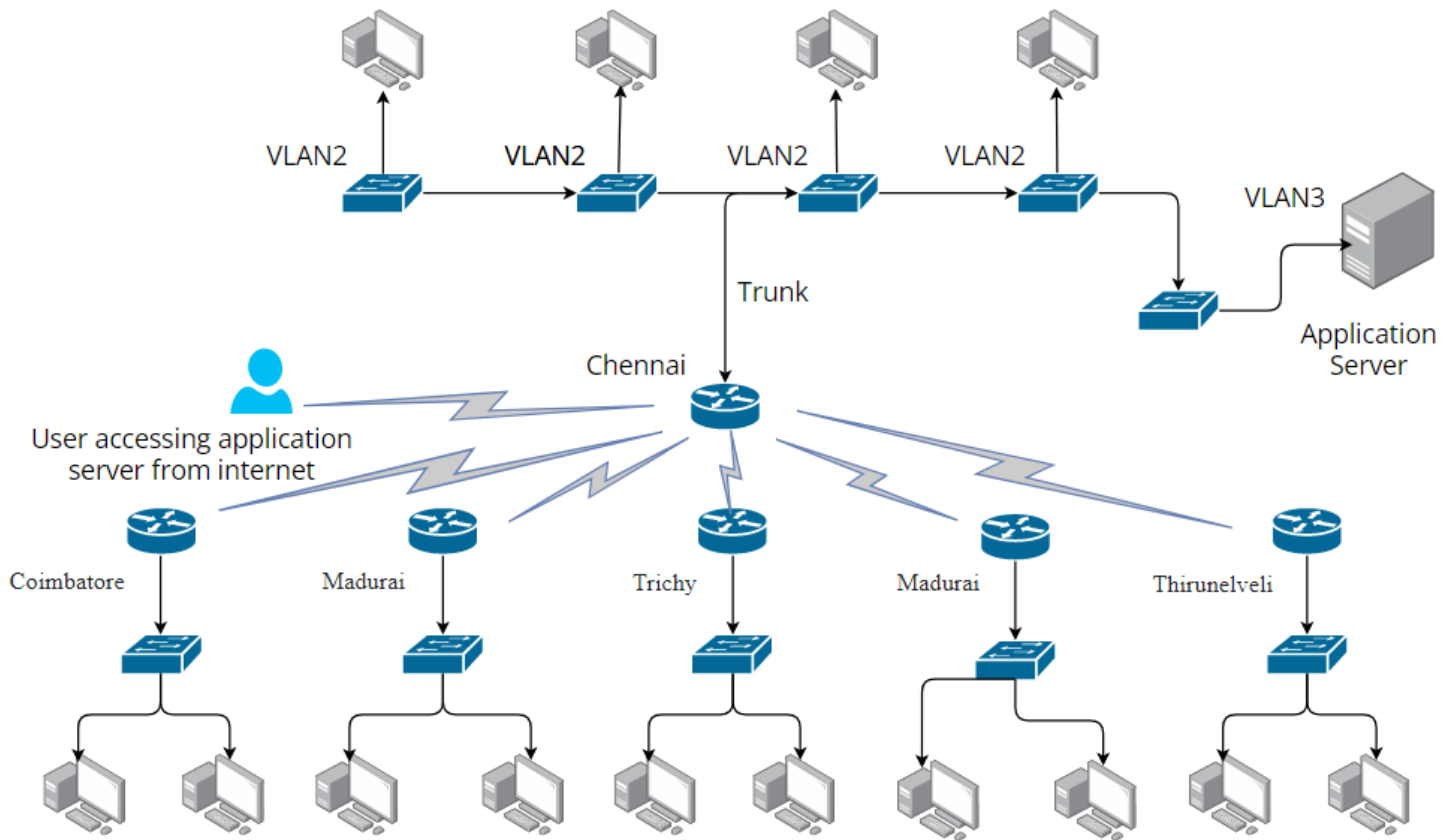 VLAN2
VLAN2
VLAN2
VLAN2
VLAN3
Trunk
Application
Server
Chennai
User accessing application
server from internet
Coimbatore
Madurai
Trichy
Madurai
Thirunelveli